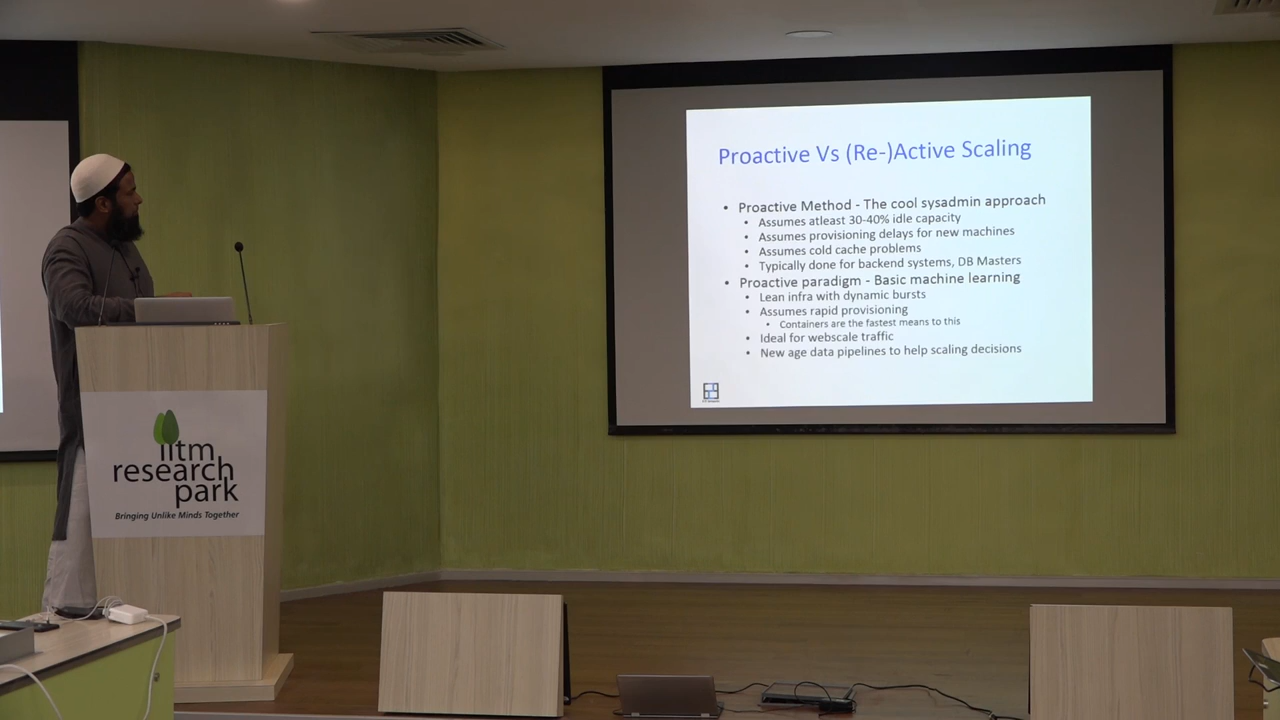 Proactive Vs (Re-)Active Scaling
• Proactive Method - The cool sysadmin approach
• Assumes atleast 30-40% idle capacity
• Assumes provisioning delays for new machines
• Assumes cold cache problems
• Typically done for backend systems, DB Masters
• Proactive paradigm - Basic machine learning
• Lean infra with dynamic bursts
• Assumes rapid provisioning
• Containers are the fastest means to this
• Ideal for webscale traffic
• New age data pipelines to help scaling decisions
iitm
research
park
Bringing Unlike Minds Together